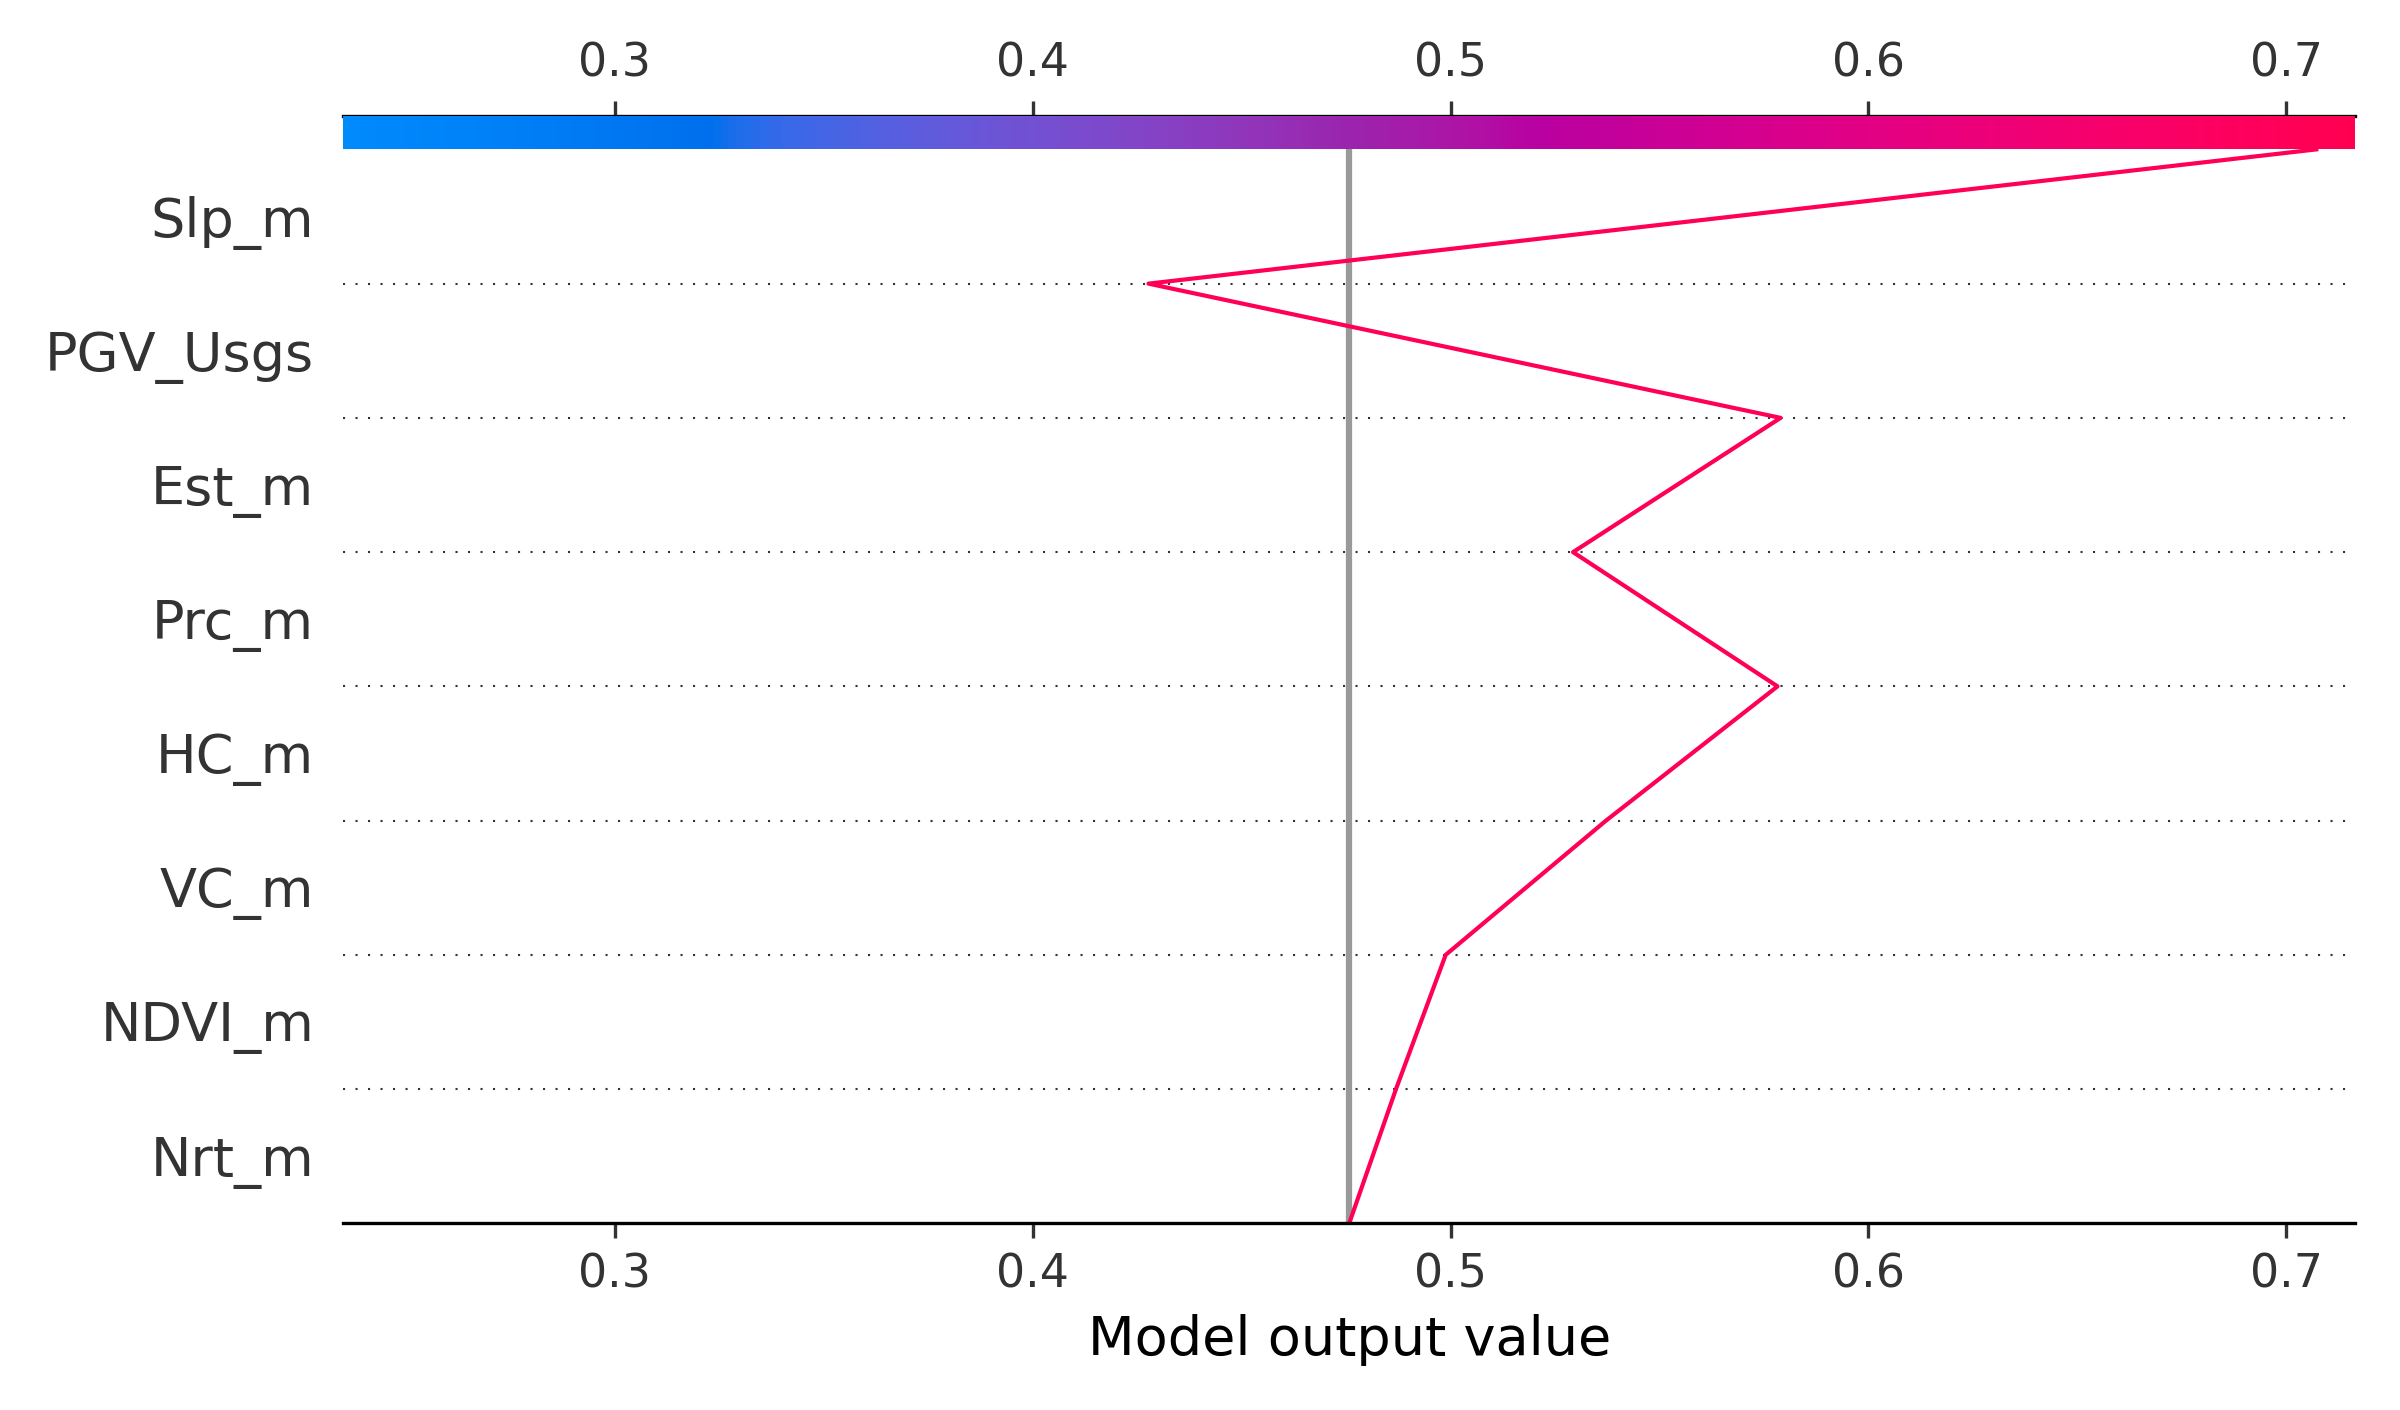 0.3 0.4 0.5 0.6 0.7
Slp_m
PGV_Usgs
Est_m
Prc_m
HC_m
VC_m
NDVI_m
Nrt_m
0.3 0.4 0.5 0.6 0.7
Model output value